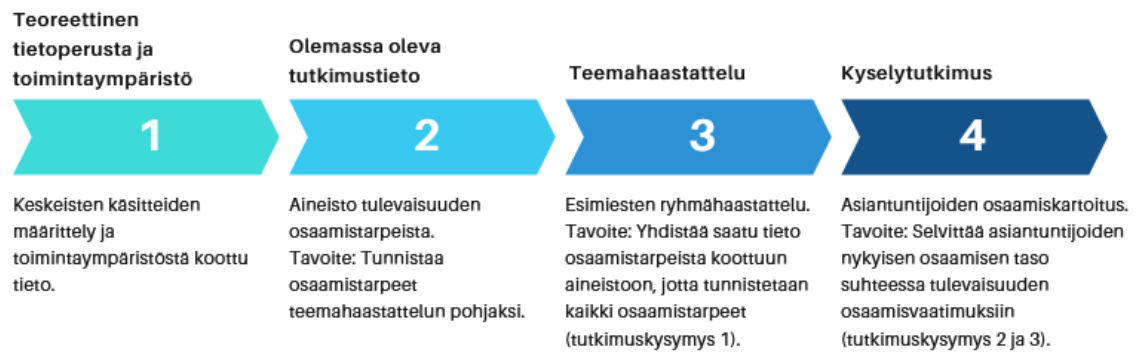 Teoreettinen
tietoperusta ja
toimintaympäristö
1
Keskeisten käsitteiden
määrittely ja
toimintaympäristöstä koottu
tieto.
Olemassa oleva
tutkimustieto
2
Aineisto tulevaisuuden
osaamistarpeista.
Tavoite: Tunnistaa
osaamistarpeet
teemahaastattelun pohjaksi.
Teemahaastattelu
3
Esimiesten ryhmähaastattelu.
Tavoite: Yhdistää saatu tieto
osaamistarpeista koottuun
aineistoon, jotta tunnistetaan
kaikki osaamistarpeet
(tutkimuskysymys 1).
Kyselytutkimus
4
Asiantuntijoiden osaamiskartoitus.
Tavoite: Selvittää asiantuntijoiden
nykyisen osaamisen taso
suhteessa tulevaisuuden
osaamisvaatimuksiin
(tutkimuskysymys 2 ja 3).